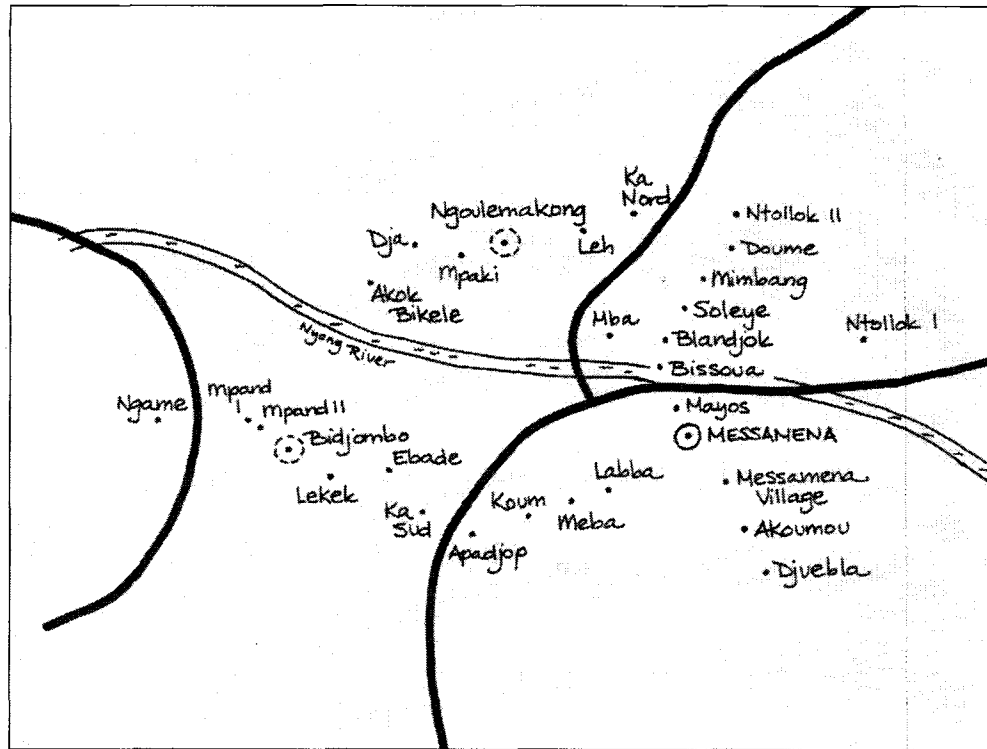 Ka
Nord
Ngoulemakong
Ntollok II
Dja
Leh
Doume
Mpaki
Mimbang
Akok
Bikele
Soleye
Mba
Blandjok
Ntollok I
Nyong River
Bissoua
Mpand
I
Ngame
Mpand II
Mayos
Bidjombo
MESSAMENA
Ebade
Labba
Lekek
Messamena
Village
Koum
Meba
Ka
Sud
Apadjop
Akoumou
Djuebla